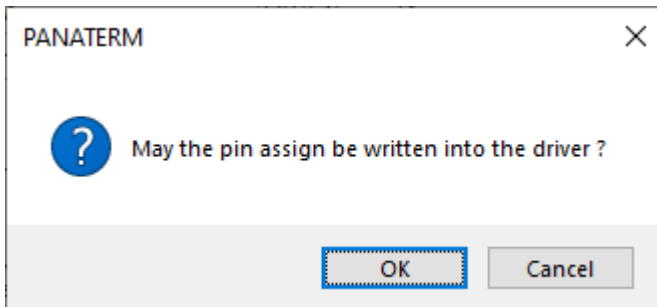 PANATERM
May the pin assign be written into the driver ?
OK
Cancel